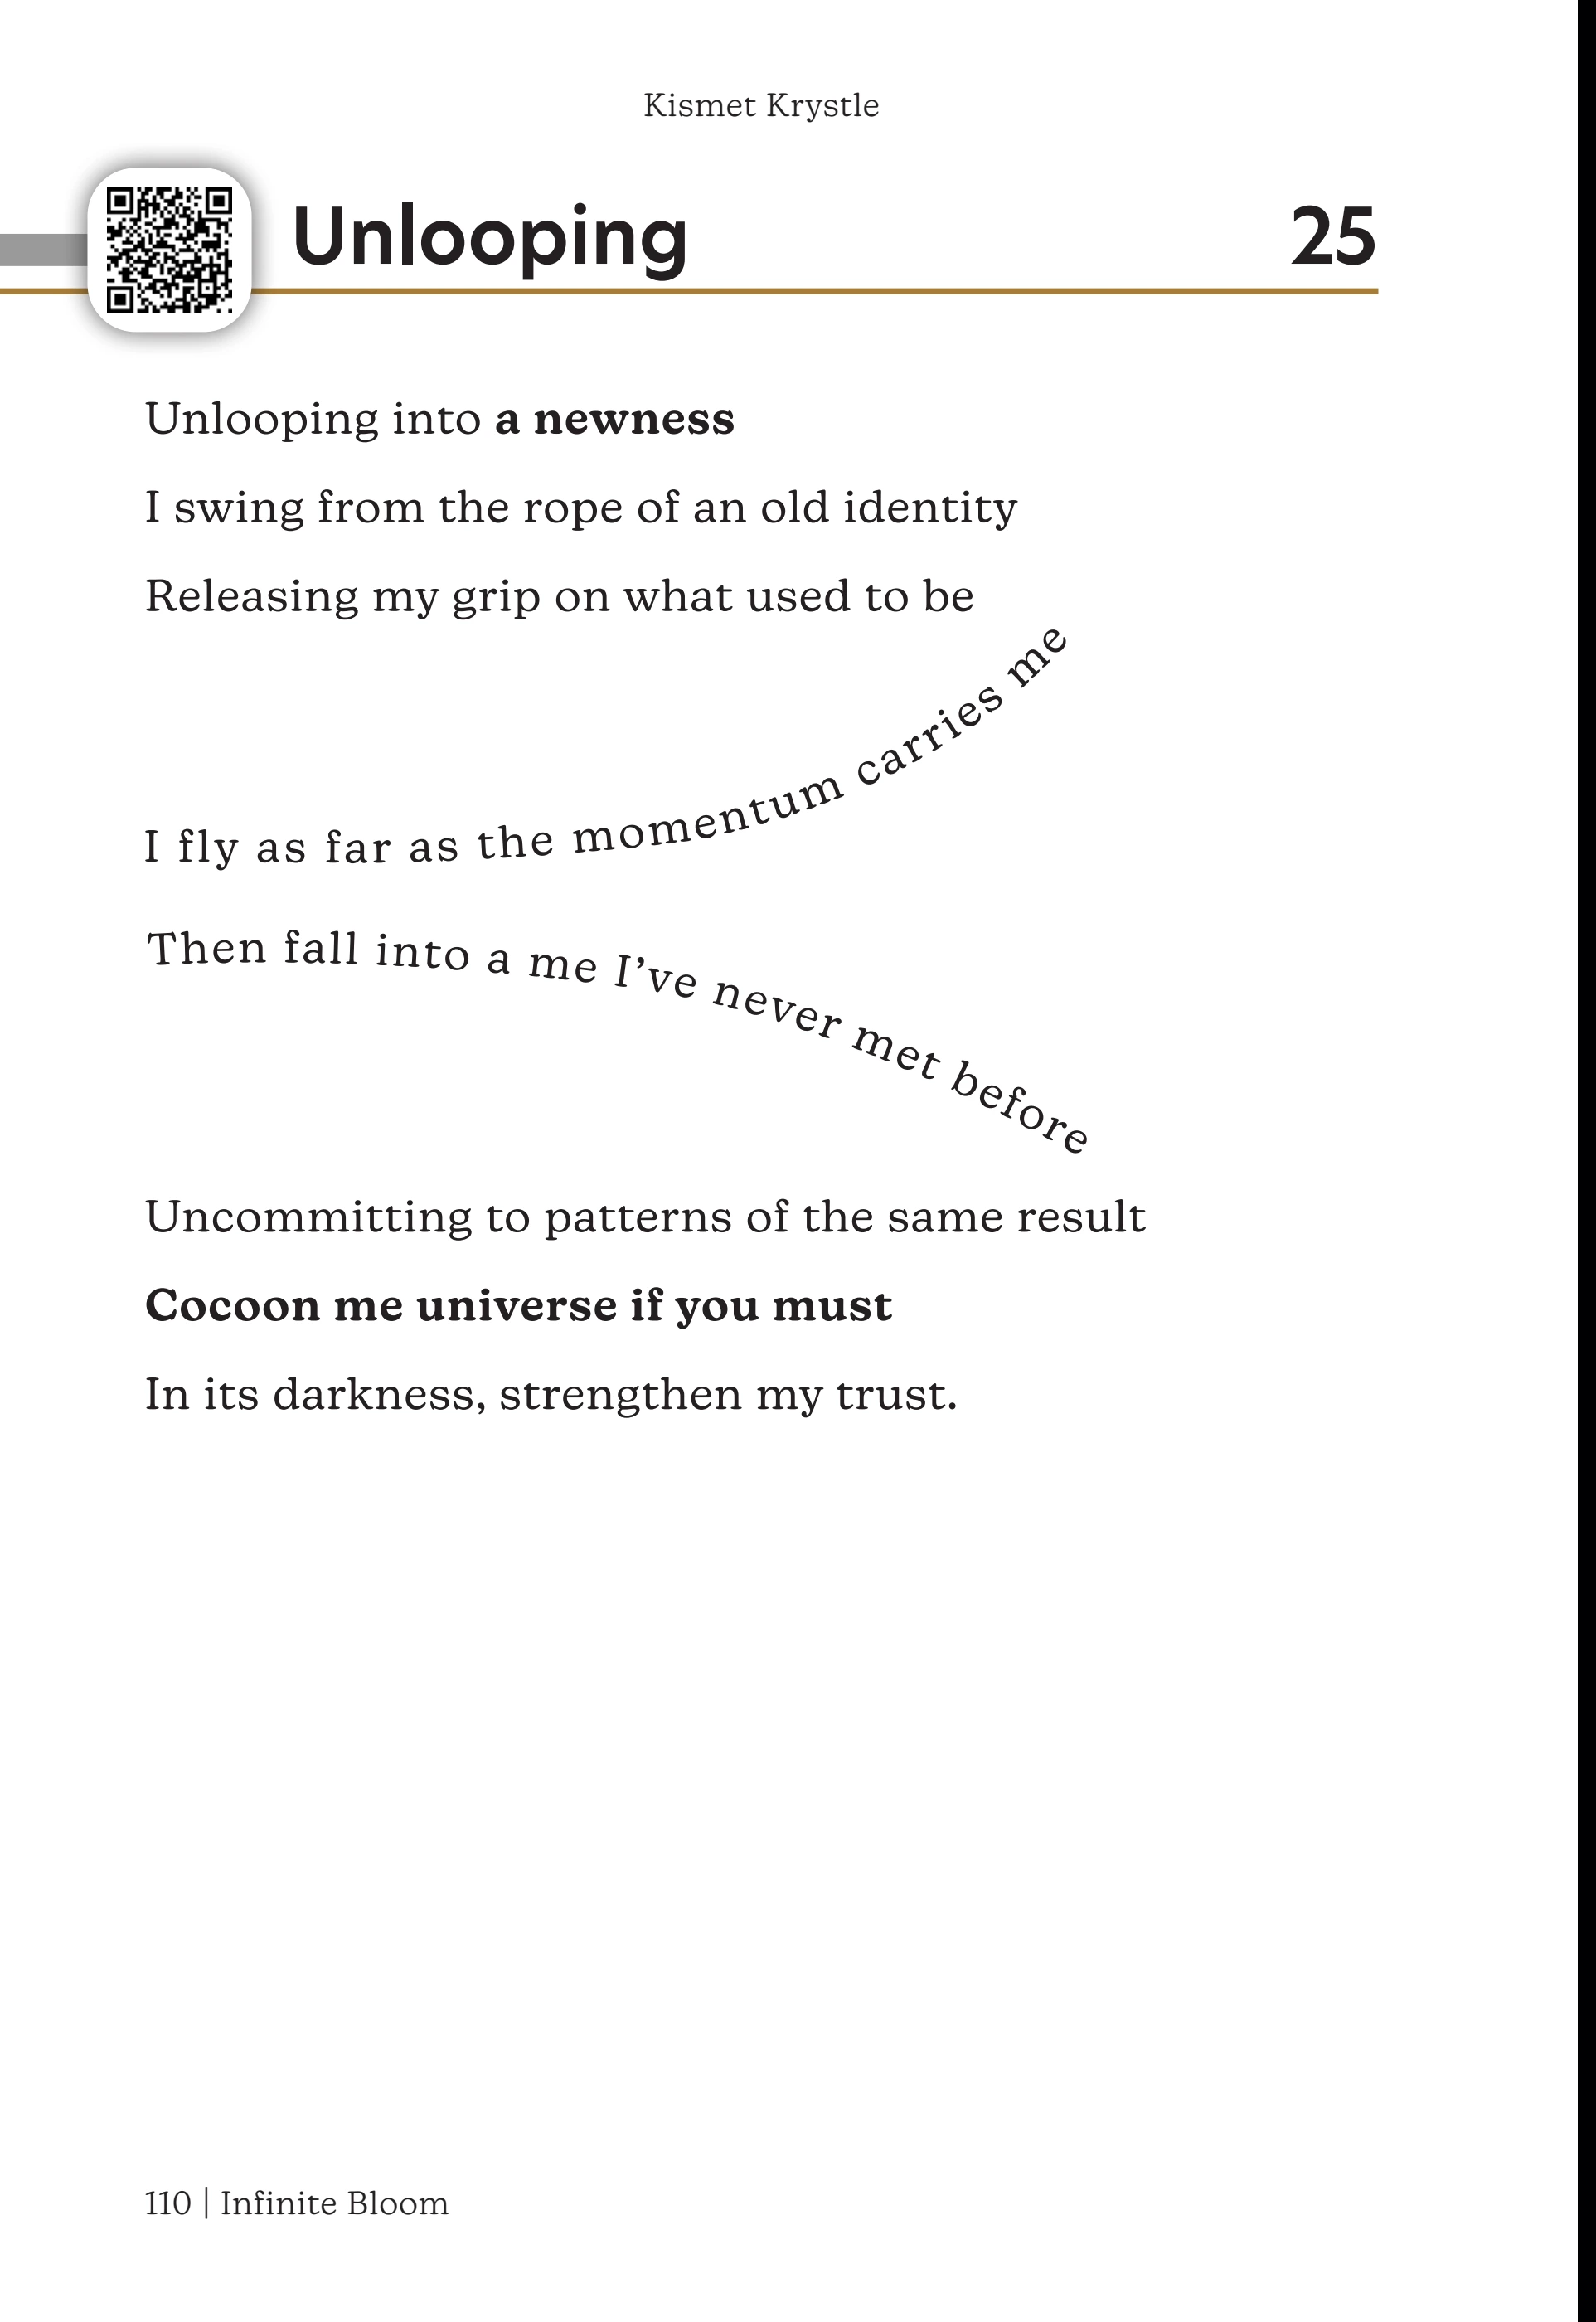 Kismet Krystle
Unlooping 25
Unlooping into a newness
I swing from the rope of an old identity
Releasing my grip on what used to be
I fly as far as the momentum carries me
Then fall into a me I’ve never met before
Uncommitting to patterns of the same result
Cocoon me universe if you must
In its darkness, strengthen my trust.
110 | Infinite Bloom